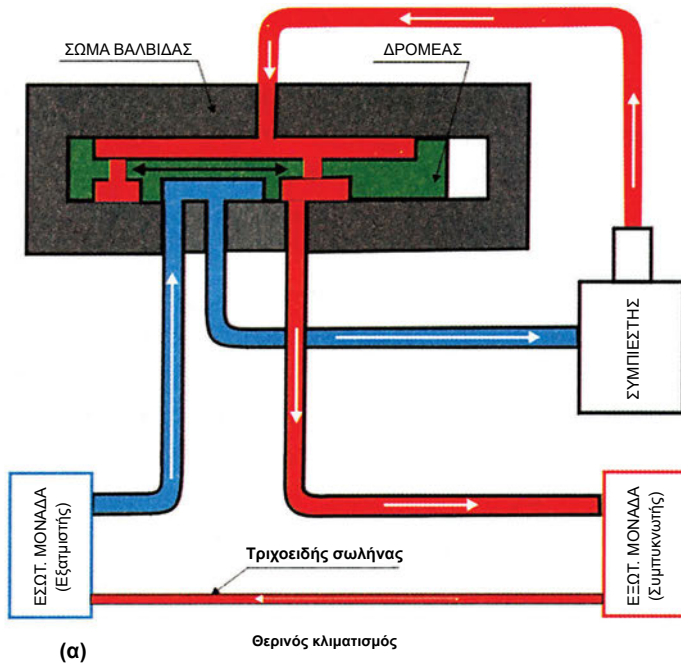 ΣΩΜΑ ΒΑΛΒΙΔΑΣ
ΔΡΟΜΕΑΣ
ΣΥΜΠΙΕΣΤΗΣ
ΕΣΩΤ. ΜΟΝΑΔΑ
(Εξατμιστής)
Τριχοειδής σωλήνας
ΕΞΩΤ. ΜΟΝΑΔΑ
(Συμπυκνωτής)
(α)
Θερινός κλιματισμός